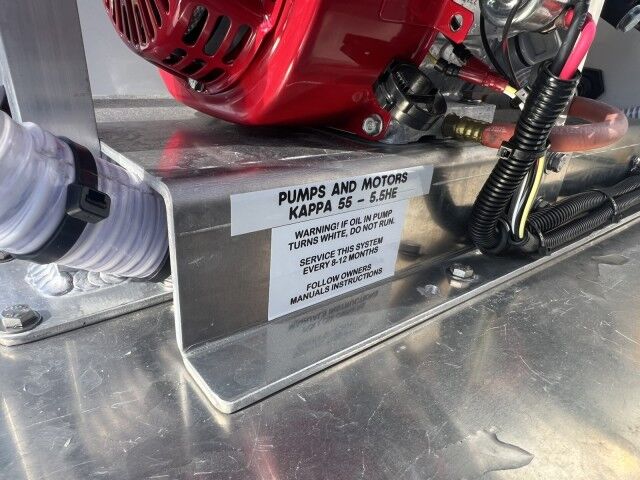 PUMPS AND MOTORS
KAPPA 55 - 5.5HE
WARNING! IF OIL IN PUMP
TURNS WHITE, DO NOT RUN.
SERVICE THIS SYSTEM
EVERY 8-12 MONTHS
FOLLOW OWNERS
MANUALS INSTRUCTIONS